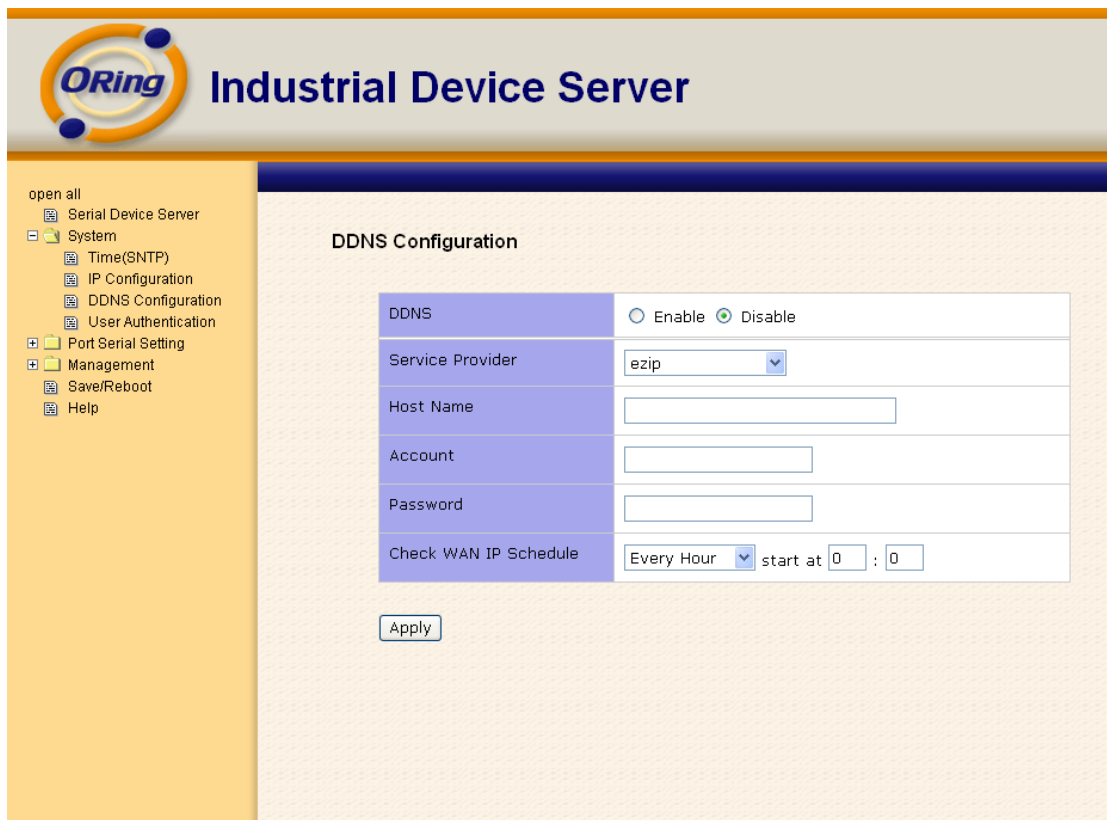 ORing
Industrial Device Server
open all
Serial Device Server
System
Time(SNTP)
IP Configuration
DDNS Configuration
User Authentication
Port Serial Setting
Management
Save/Reboot
Help
DDNS Configuration
DDNS Enable Disable
Service Provider ezip
Host Name
Account
Password
Check WAN IP Schedule Every Hour start at 0 : 0
Apply